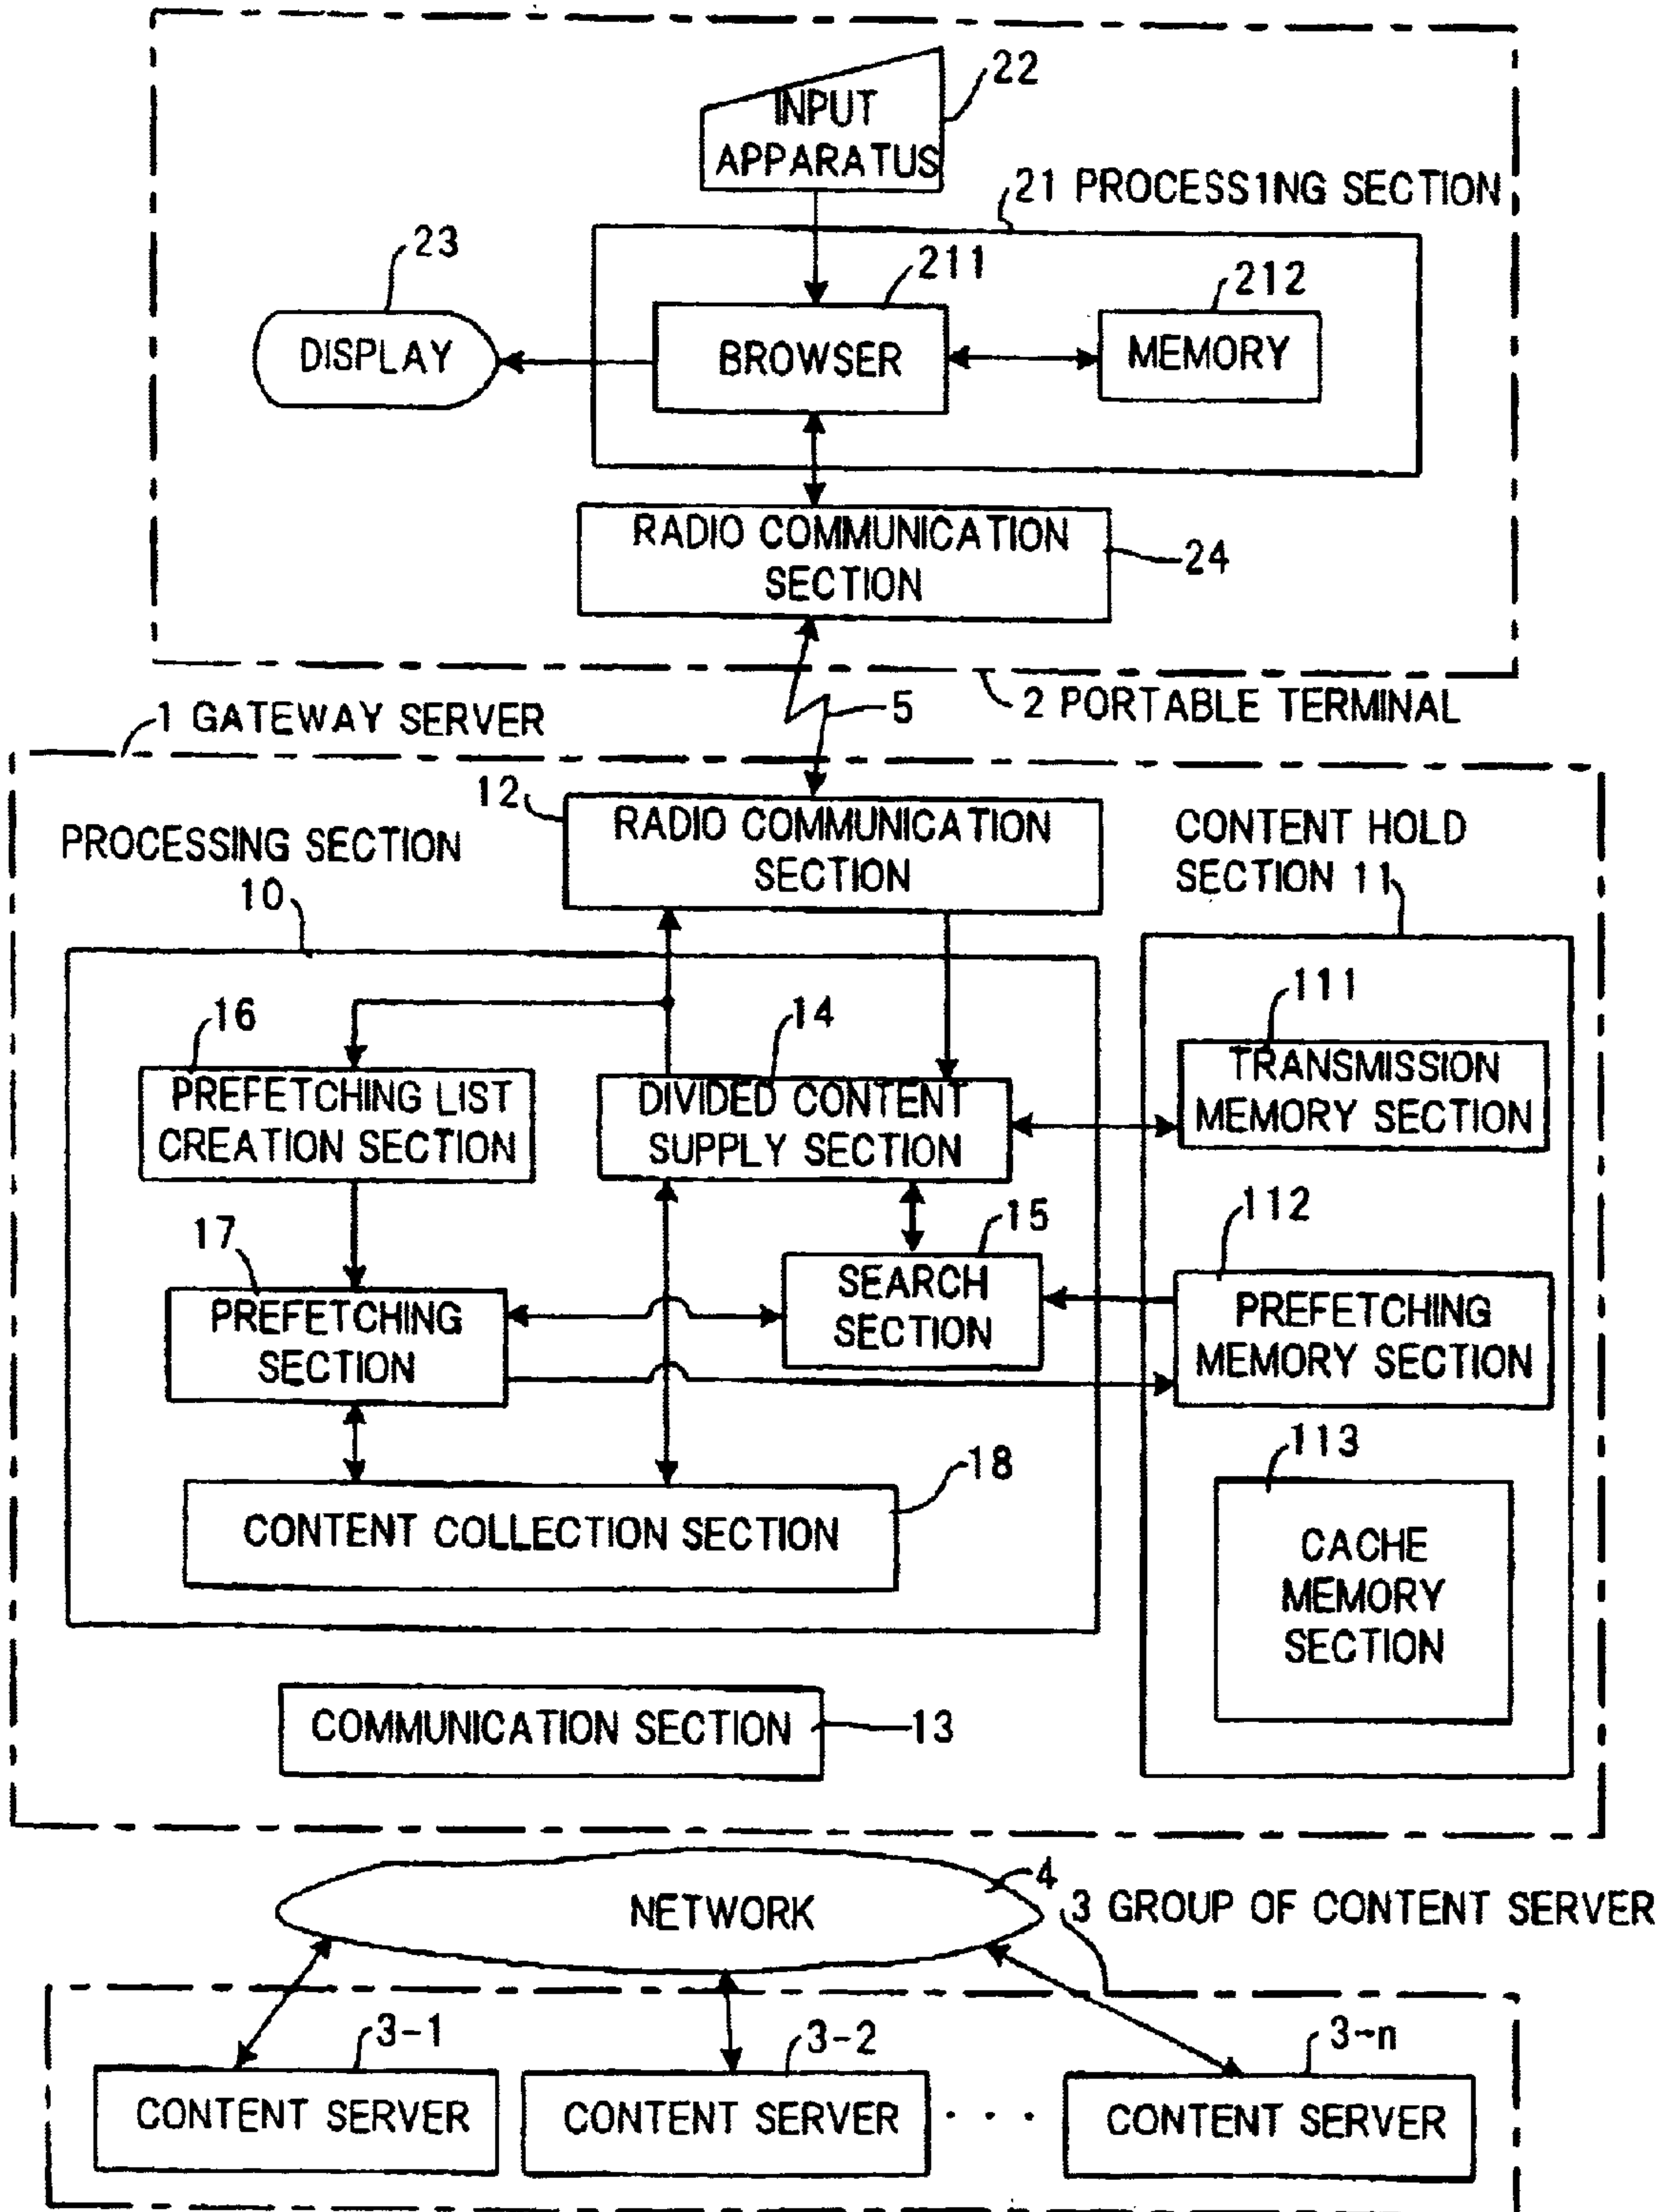 22
INPUT
APPARATUS
21 PROCESS1NG SECTION
23
211
212
DISPLAY
BROWSER
MEMORY
RADIO COMMUNICATION
SECTION
24
2 PORTABLE TERMINAL
5
1 GATEWAY SERVER
12
RADIO COMMUNICATION
SECTION
PROCESSING SECTION
10
CONTENT HOLD
SECTION 11
16
14
111
PREFETCHING LIST
CREATION SECTION
DIVIDED CONTENT
SUPPLY SECTION
TRANSMISSION
MEMORY SECTION
17
15
112
PREFETCHING
SECTION
SEARCH
SECTION
PREFETCHING
MEMORY SECTION
18
113
CONTENT COLLECTION SECTION
CACHE
MEMORY
SECTION
COMMUNICATION SECTION
13
NETWORK
4
3 GROUP OF CONTENT SERVER
3-1
3-2
3-n
CONTENT SERVER
CONTENT SERVER
. . .
CONTENT SERVER